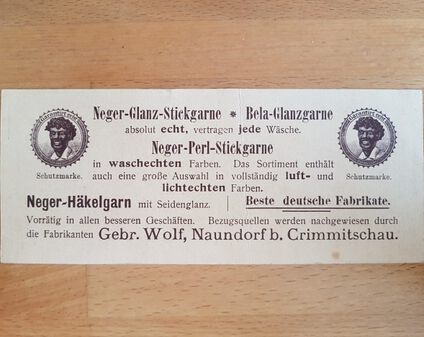 Neger-Glanz-Stickgarne * Bela-Glanzgarne
absolut echt, vertragen jede Wäsche.
Neger-Perl-Stickgarne
in waschechten Farben. Das Sortiment enthält
auch eine große Auswahl in vollständig luft- und
lichtechten Farben.
Schutzmarke.
Schutzmarke.
Neger-Häkelgarn mit Seidenglanz. | Beste deutsche Fabrikate.
Vorrätig in allen besseren Geschäften. Bezugsquellen werden nachgewiesen durch
die Fabrikanten Gebr. Wolf, Naundorf b. Crimmitschau.